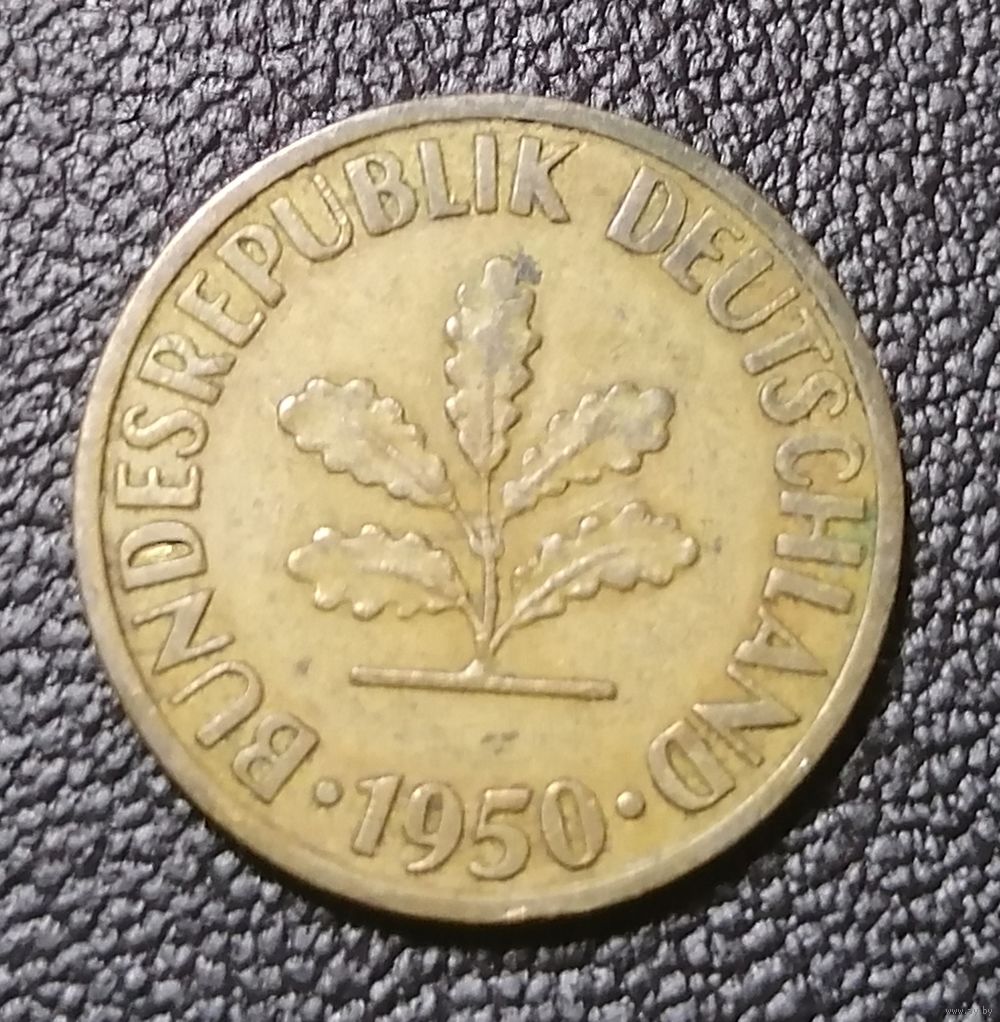 BUNDESREPUBLIK DEUTSCHLAND
· 1950 ·